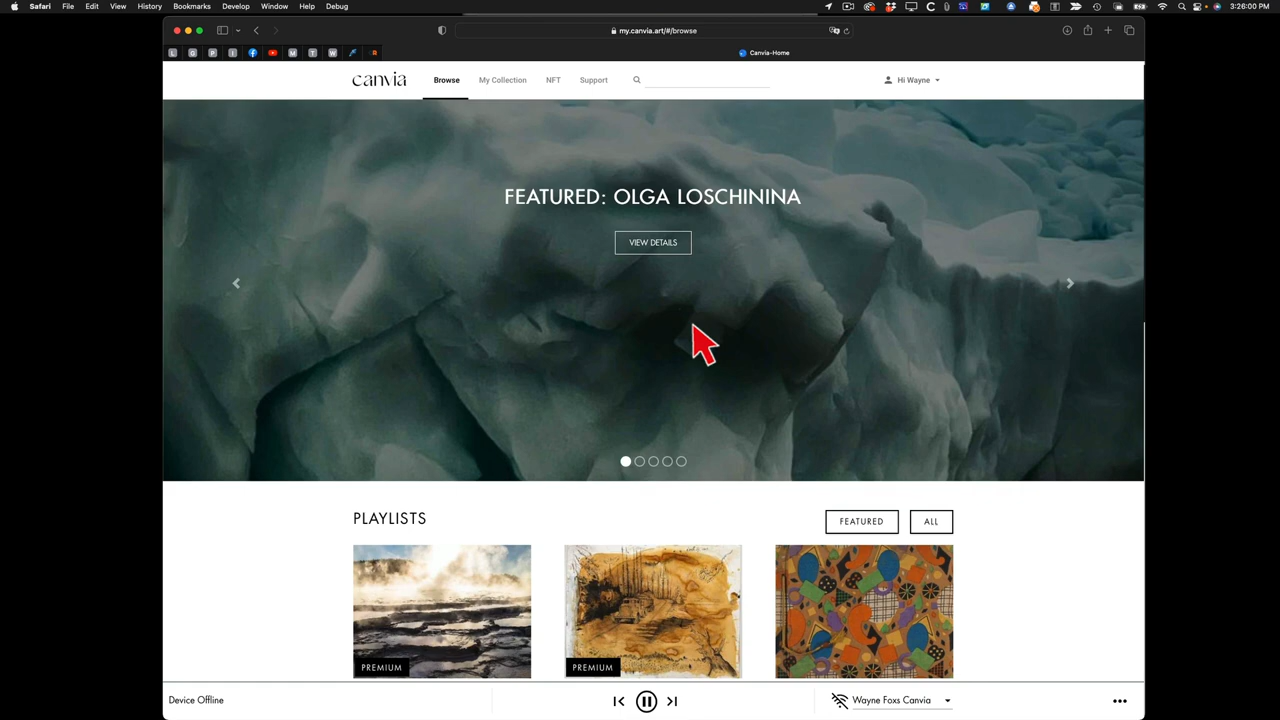 Safari File Edit View History Bookmarks Develop Window Help Debug 3:26:00 PM
my.canvia.art/#/browse
L G P I M T W Canvia-Home
canvia Browse My Collection NFT Support Hi Wayne
FEATURED: OLGA LOSCHININA
VIEW DETAILS
PLAYLISTS FEATURED ALL
PREMIUM PREMIUM
Device Offline Wayne Foxs Canvia